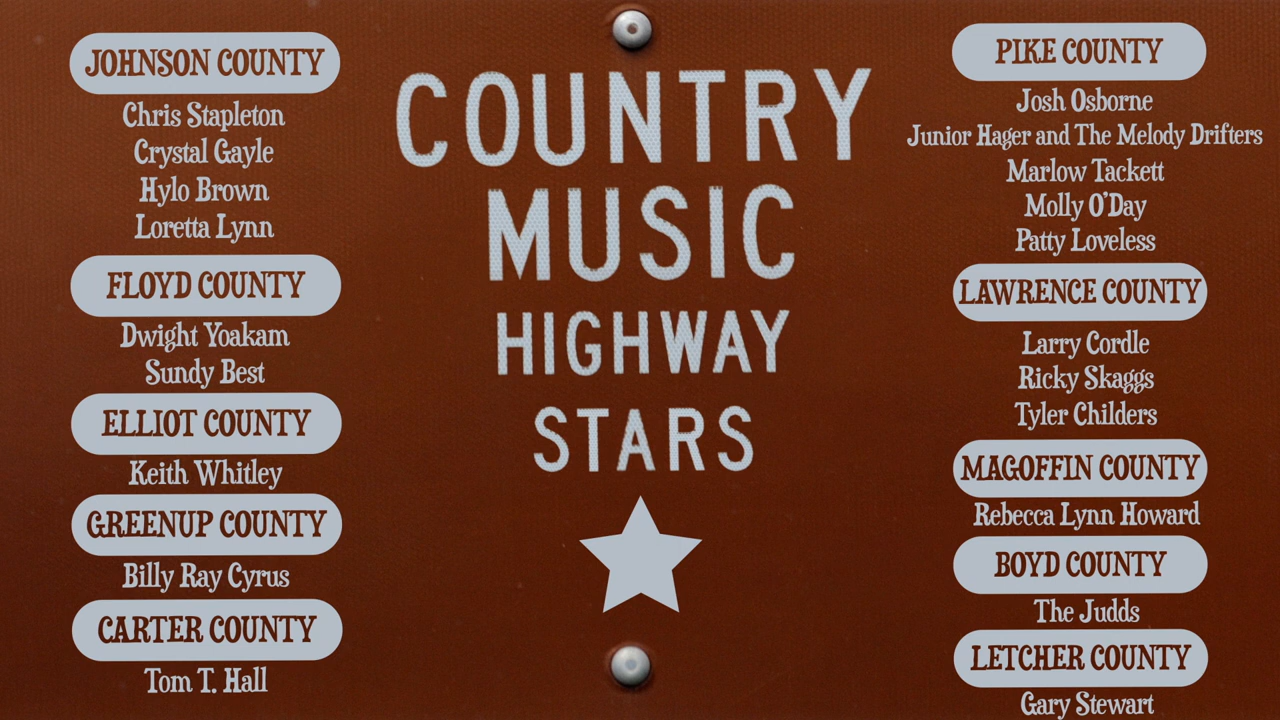 JOHNSON COUNTY
Chris Stapleton
Crystal Gayle
Hylo Brown
Loretta Lynn
FLOYD COUNTY
Dwight Yoakam
Sundy Best
ELLIOT COUNTY
Keith Whitley
GREENUP COUNTY
Billy Ray Cyrus
CARTER COUNTY
Tom T. Hall
COUNTRY
MUSIC
HIGHWAY
STARS
PIKE COUNTY
Josh Osborne
Junior Hager and The Melody Drifters
Marlow Tackett
Molly O'Day
Patty Loveless
LAWRENCE COUNTY
Larry Cordle
Ricky Skaggs
Tyler Childers
MAGOFFIN COUNTY
Rebecca Lynn Howard
BOYD COUNTY
The Judds
LETCHER COUNTY
Gary Stewart